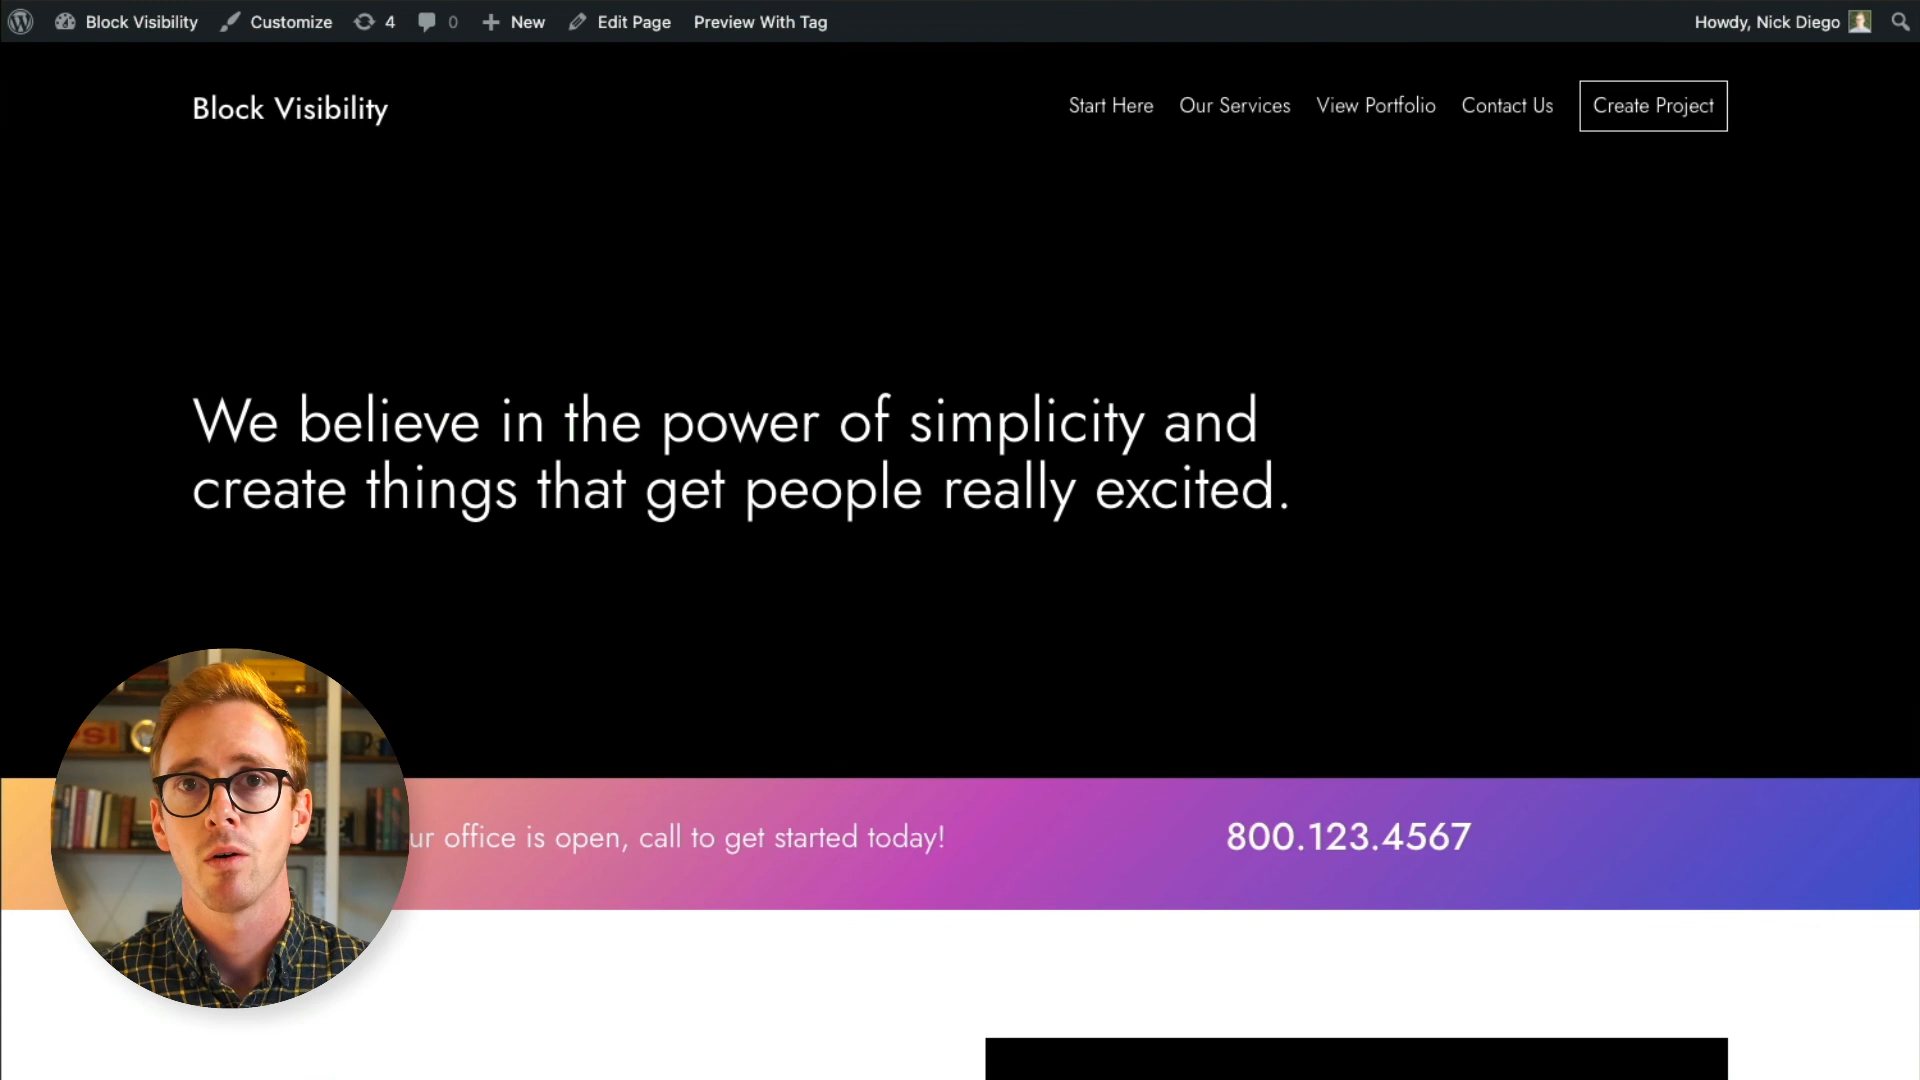 Block Visibility Customize 4 0 New Edit Page Preview With Tag Howdy, Nick Diego
Block Visibility Start Here Our Services View Portfolio Contact Us Create Project
We believe in the power of simplicity and
create things that get people really excited.
ur office is open, call to get started today! 800.123.4567